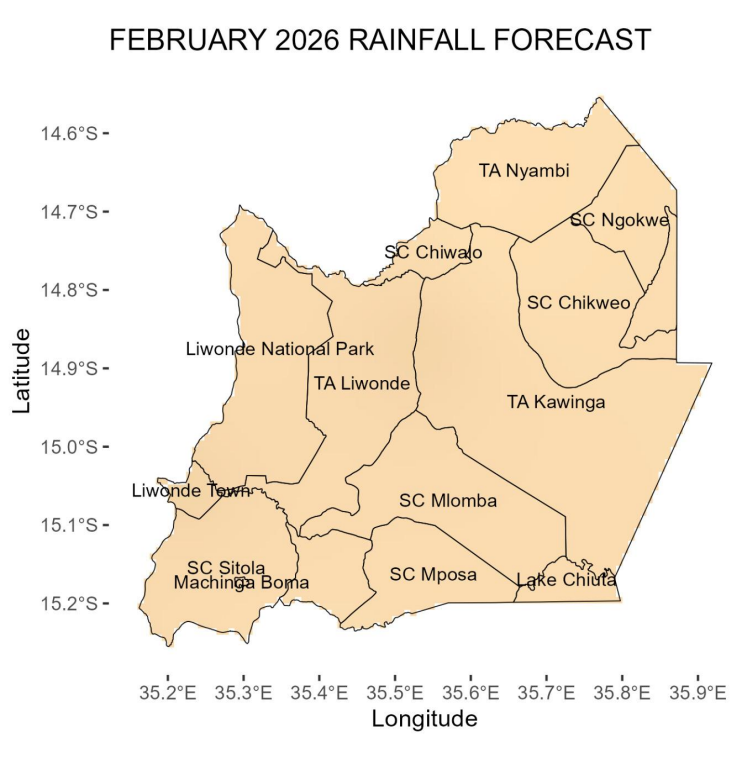 FEBRUARY 2026 RAINFALL FORECAST
14.6°S
TA Nyambi
14.7°S
SC Ngokwe
SC Chiwalo
14.8°S
SC Chikweo
Liwonde National Park
14.9°S
TA Liwonde
TA Kawinga
15.0°S
Liwonde Town
SC Mlomba
15.1°S
SC Sitola
SC Mposa
Machinga Boma
Lake Chiuta
15.2°S
Latitude
35.2°E 35.3°E 35.4°E 35.5°E 35.6°E 35.7°E 35.8°E 35.9°E
Longitude